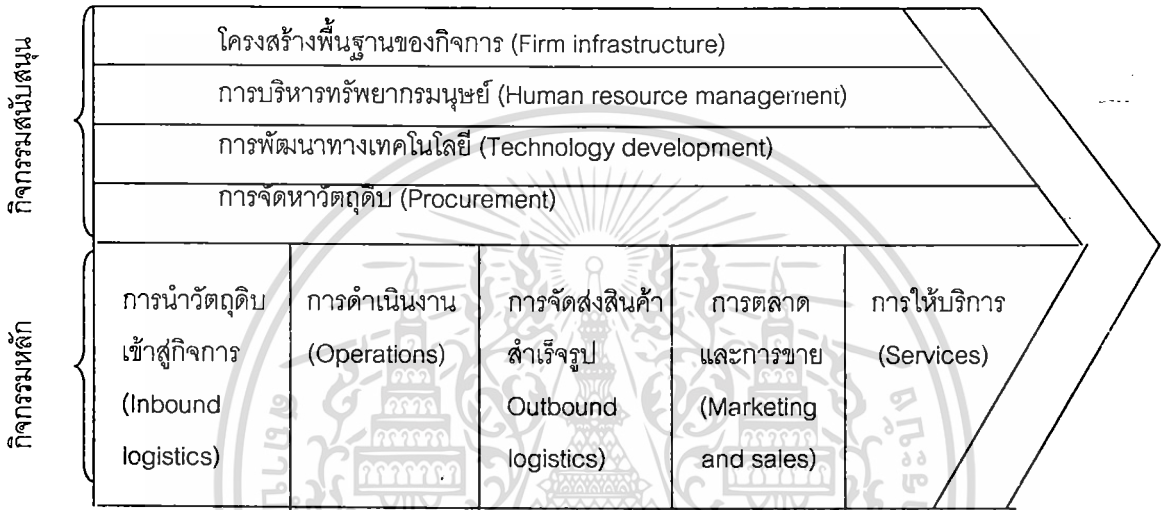 กิจกรรมสนับสนุน
โครงสร้างพื้นฐานของกิจการ (Firm infrastructure)
การบริหารทรัพยากรมนุษย์ (Human resource management)
การพัฒนาทางเทคโนโลยี (Technology development)
การจัดหาวัตถุดิบ (Procurement)
กิจกรรมหลัก
การนำวัตถุดิบ
เข้าสู่กิจการ
(Inbound
logistics)
การดำเนินงาน
(Operations)
การจัดส่งสินค้า
สำเร็จรูป
Outbound
logistics)
การตลาด
และการขาย
(Marketing
and sales)
การให้บริการ
(Services)